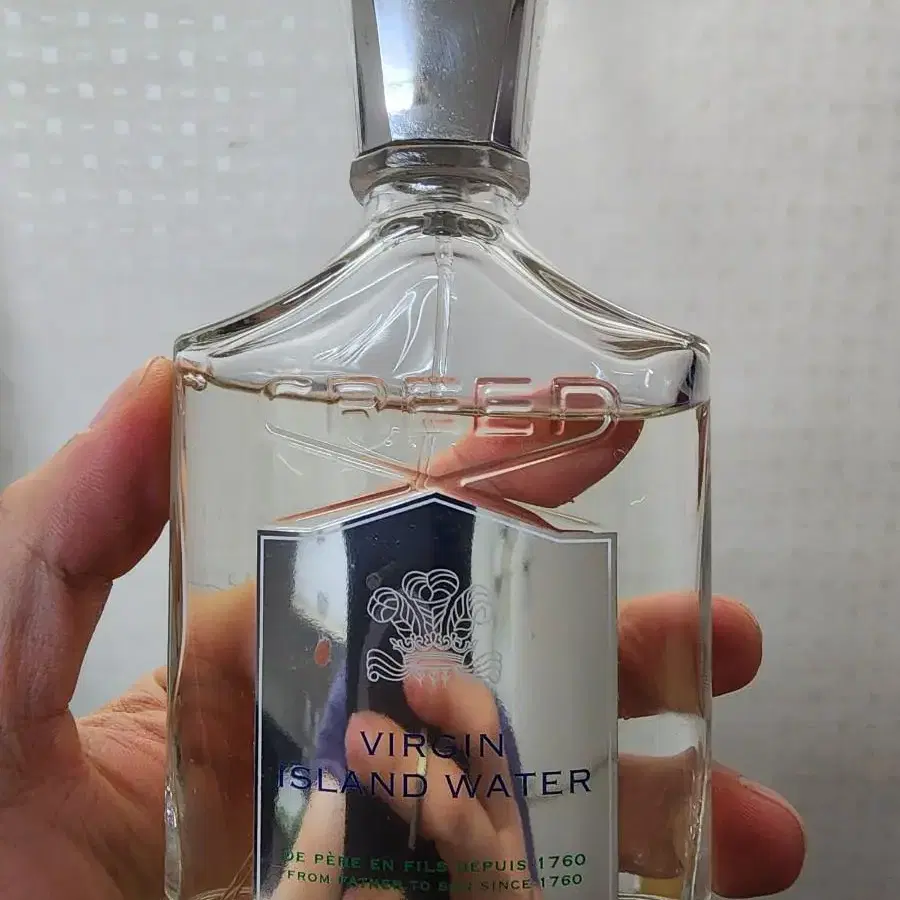 CREED
VIRGIN
ISLAND WATER
DE PÈRE EN FILS DEPUIS 1760
FROM FATHER TO SON SINCE 1760